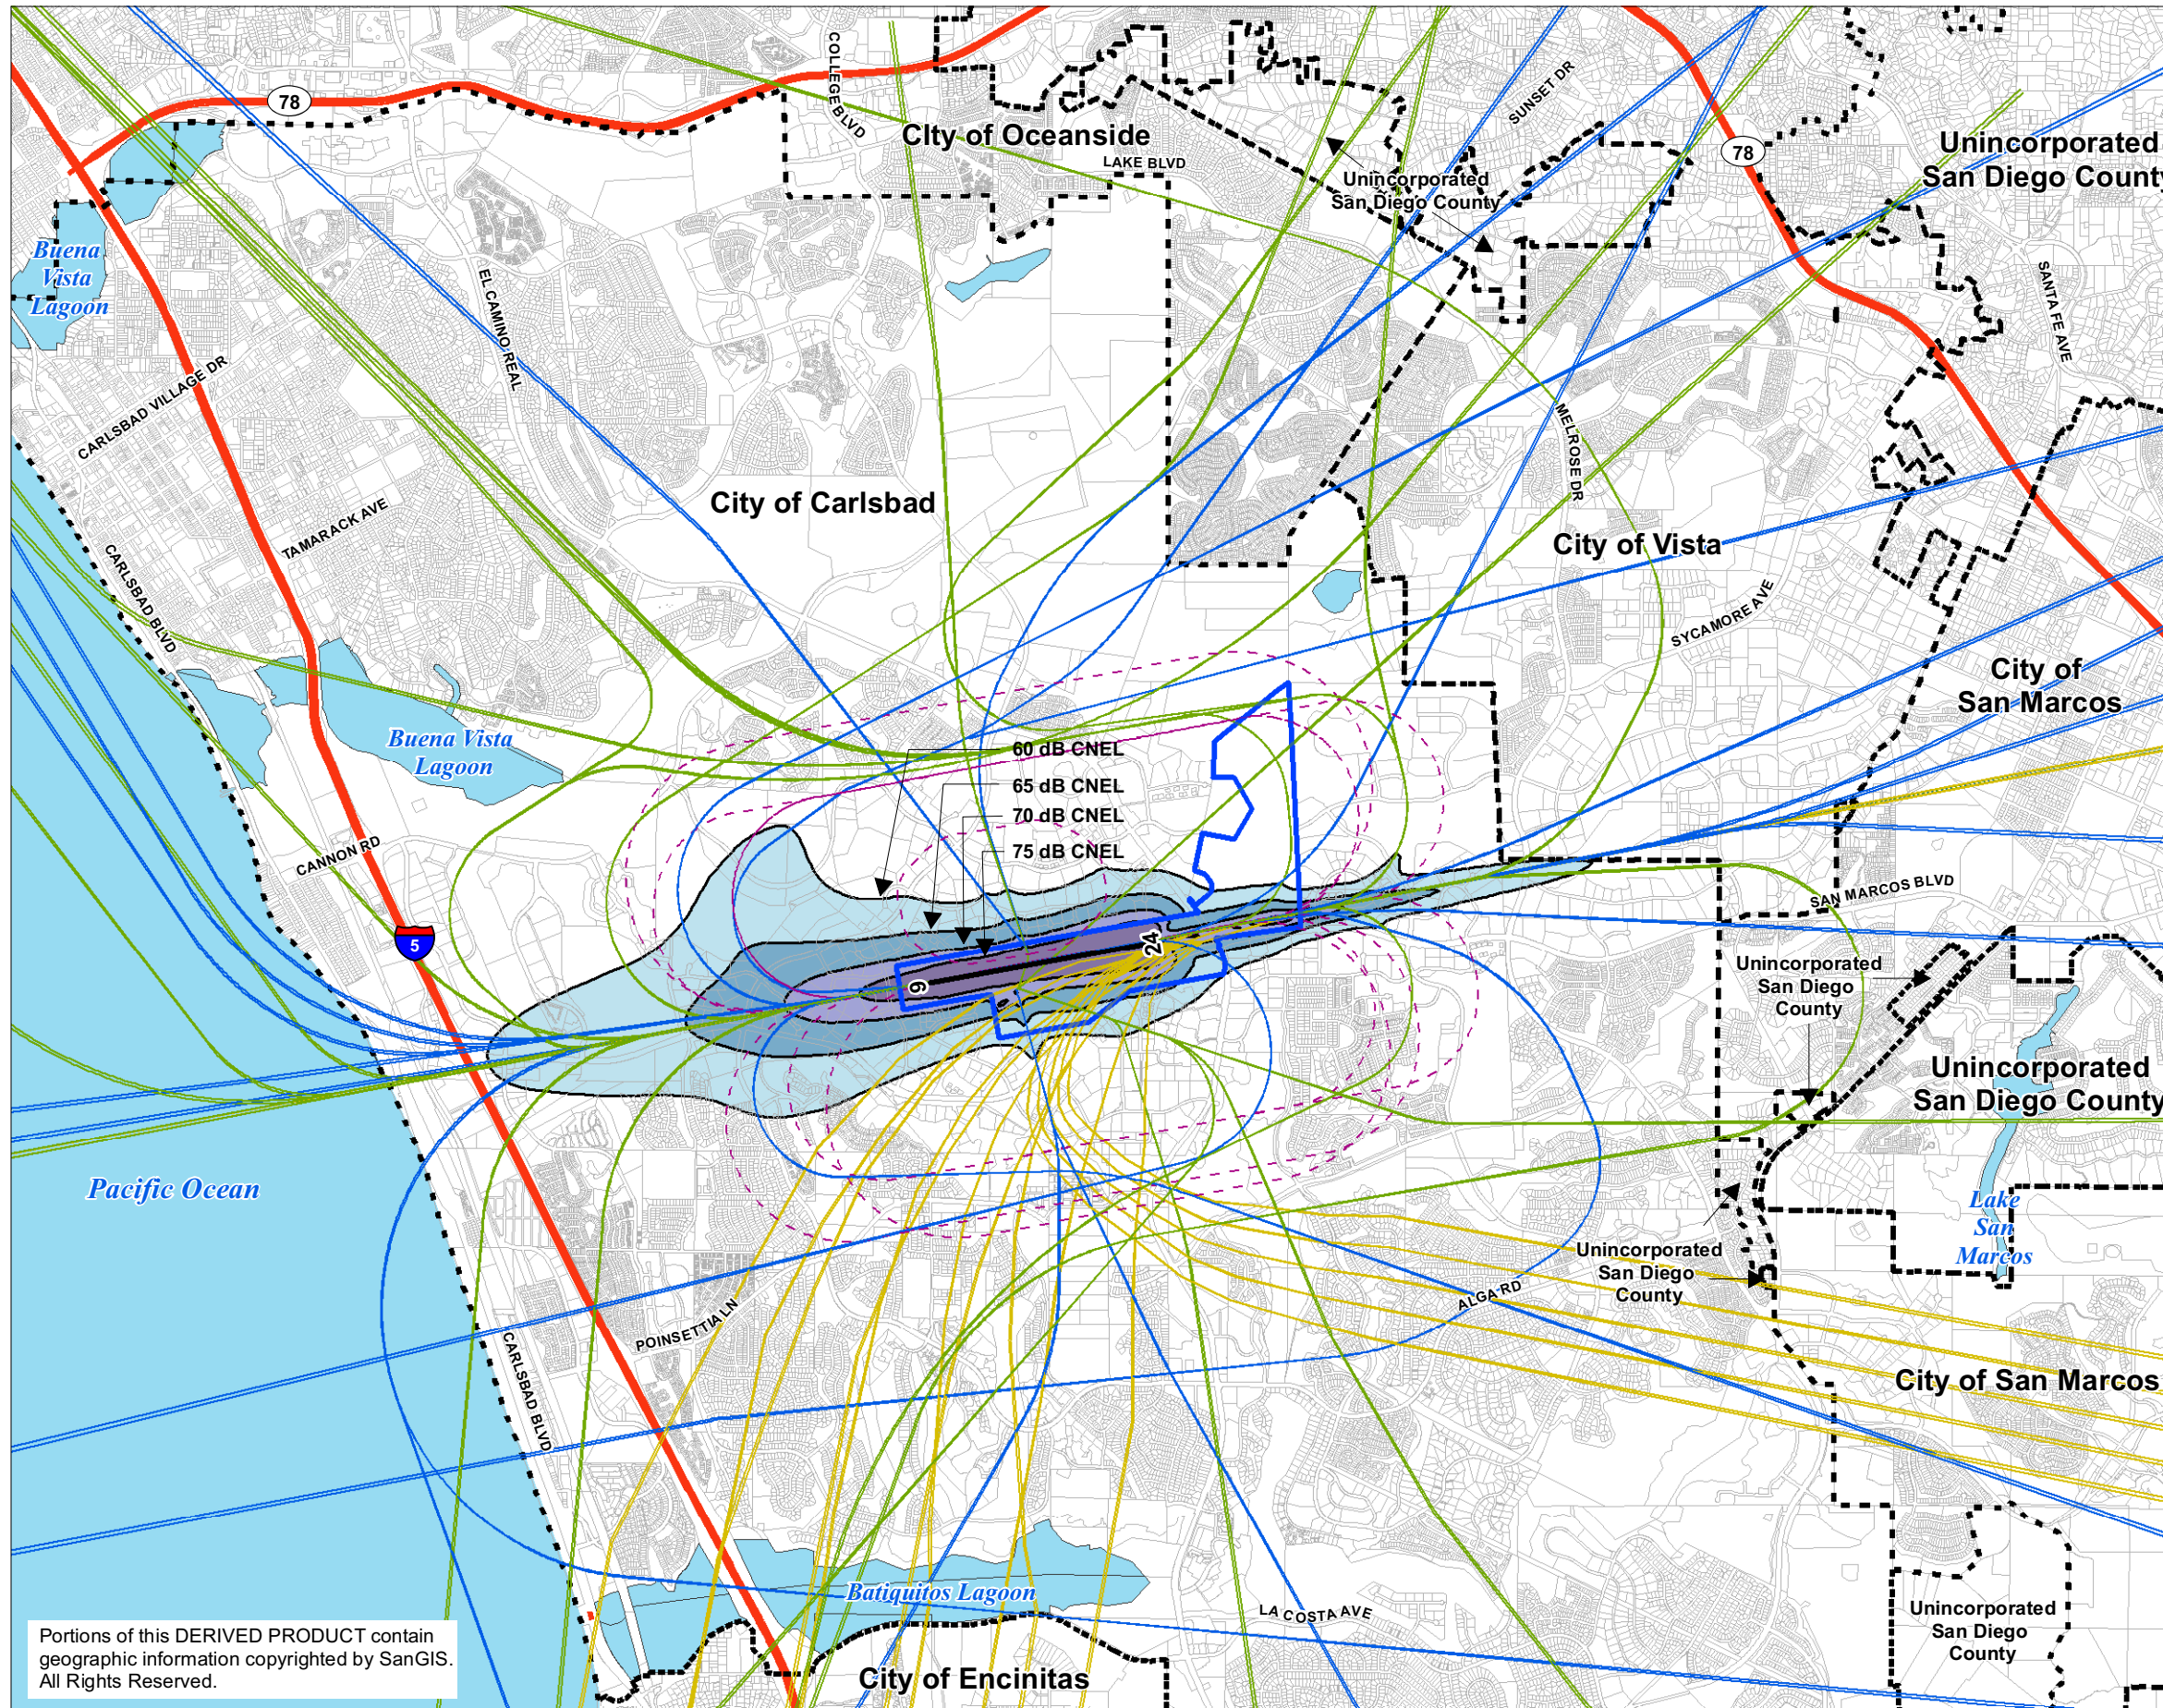 78
COLLEGE BLVD
CIty of Oceanside
LAKE BLVD
SUNSET DR
78
Unincorporated
San Diego County
Unincorporated
San Diego County
Buena
Vista
Lagoon
EL CAMINO REAL
SANTA FE AVE
CARLSBAD VILLAGE DR
MELROSE DR
City of Carlsbad
TAMARACK AVE
CARLSBAD BLVD
City of Vista
SYCAMORE AVE
City of
San Marcos
Buena Vista
Lagoon
60 dB CNEL
65 dB CNEL
70 dB CNEL
75 dB CNEL
CANNON RD
SAN MARCOS BLVD
5
24
9
Unincorporated
San Diego
County
Unincorporated
San Diego County
Pacific Ocean
Lake
San
Marcos
Unincorporated
San Diego
County
ALGA RD
POINSETTIA LN
CARLSBAD BLVD
City of San Marcos
Batiquitos Lagoon
LA COSTA AVE
Unincorporated
San Diego
County
City of Encinitas
Portions of this DERIVED PRODUCT contain
geographic information copyrighted by SanGIS.
All Rights Reserved.